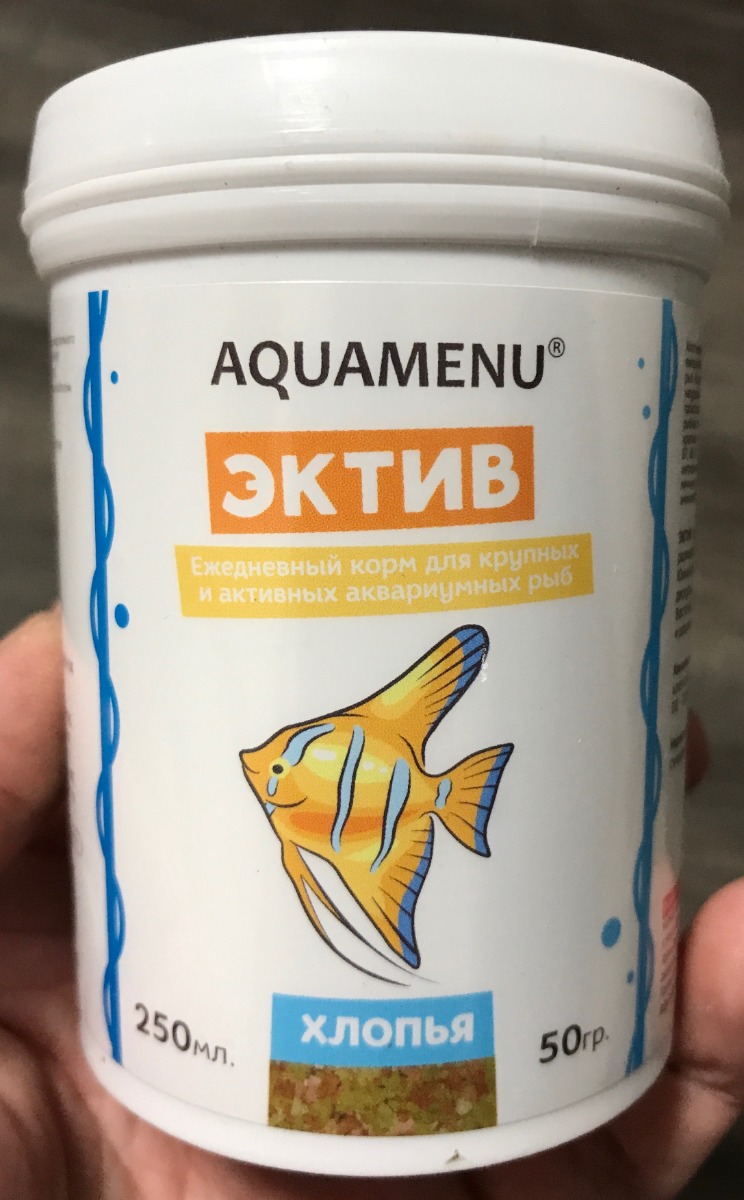 AQUAMENU®
ЭКТИВ
Ежедневный корм для крупных
и активных аквариумных рыб
ХЛОПЬЯ
250мл.
50гр.